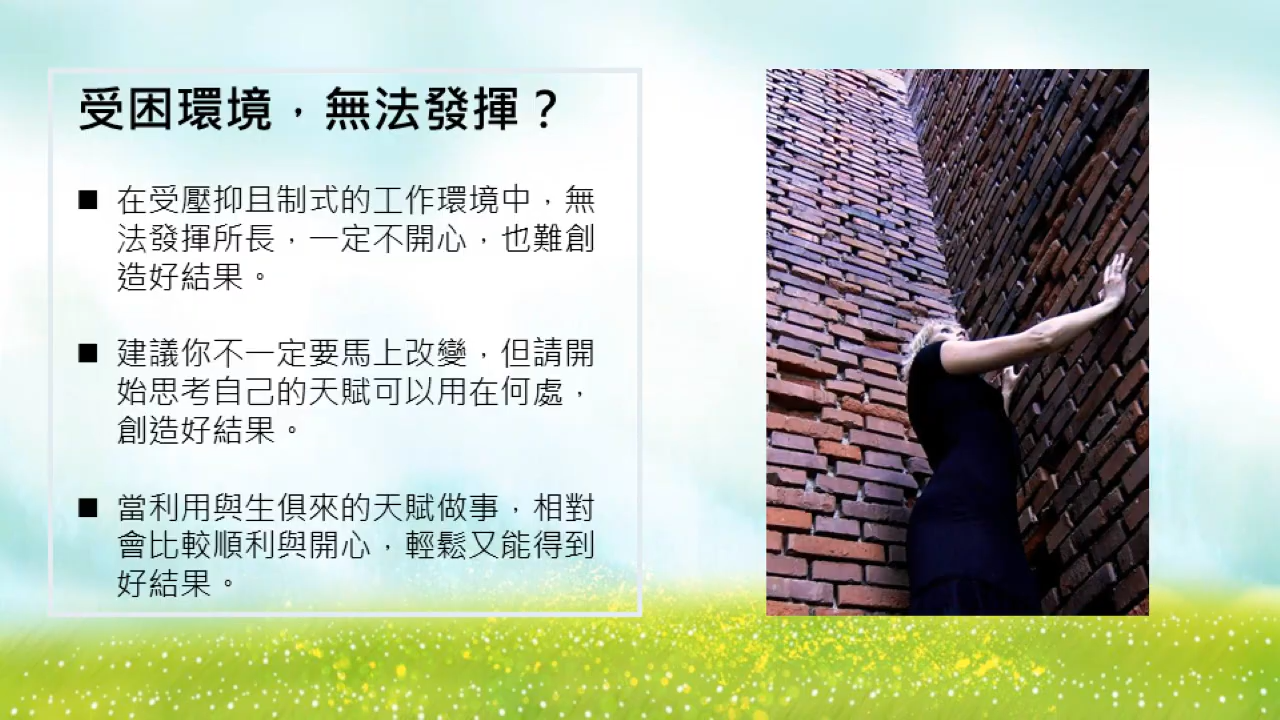 受困環境，無法發揮？
■ 在受壓抑且制式的工作環境中，無
法發揮所長，一定不開心，也難創
造好結果。
■ 建議你不一定要馬上改變，但請開
始思考自己的天賦可以用在何處，
創造好結果。
■ 當利用與生俱來的天賦做事，相對
會比較順利與開心，輕鬆又能得到
好結果。